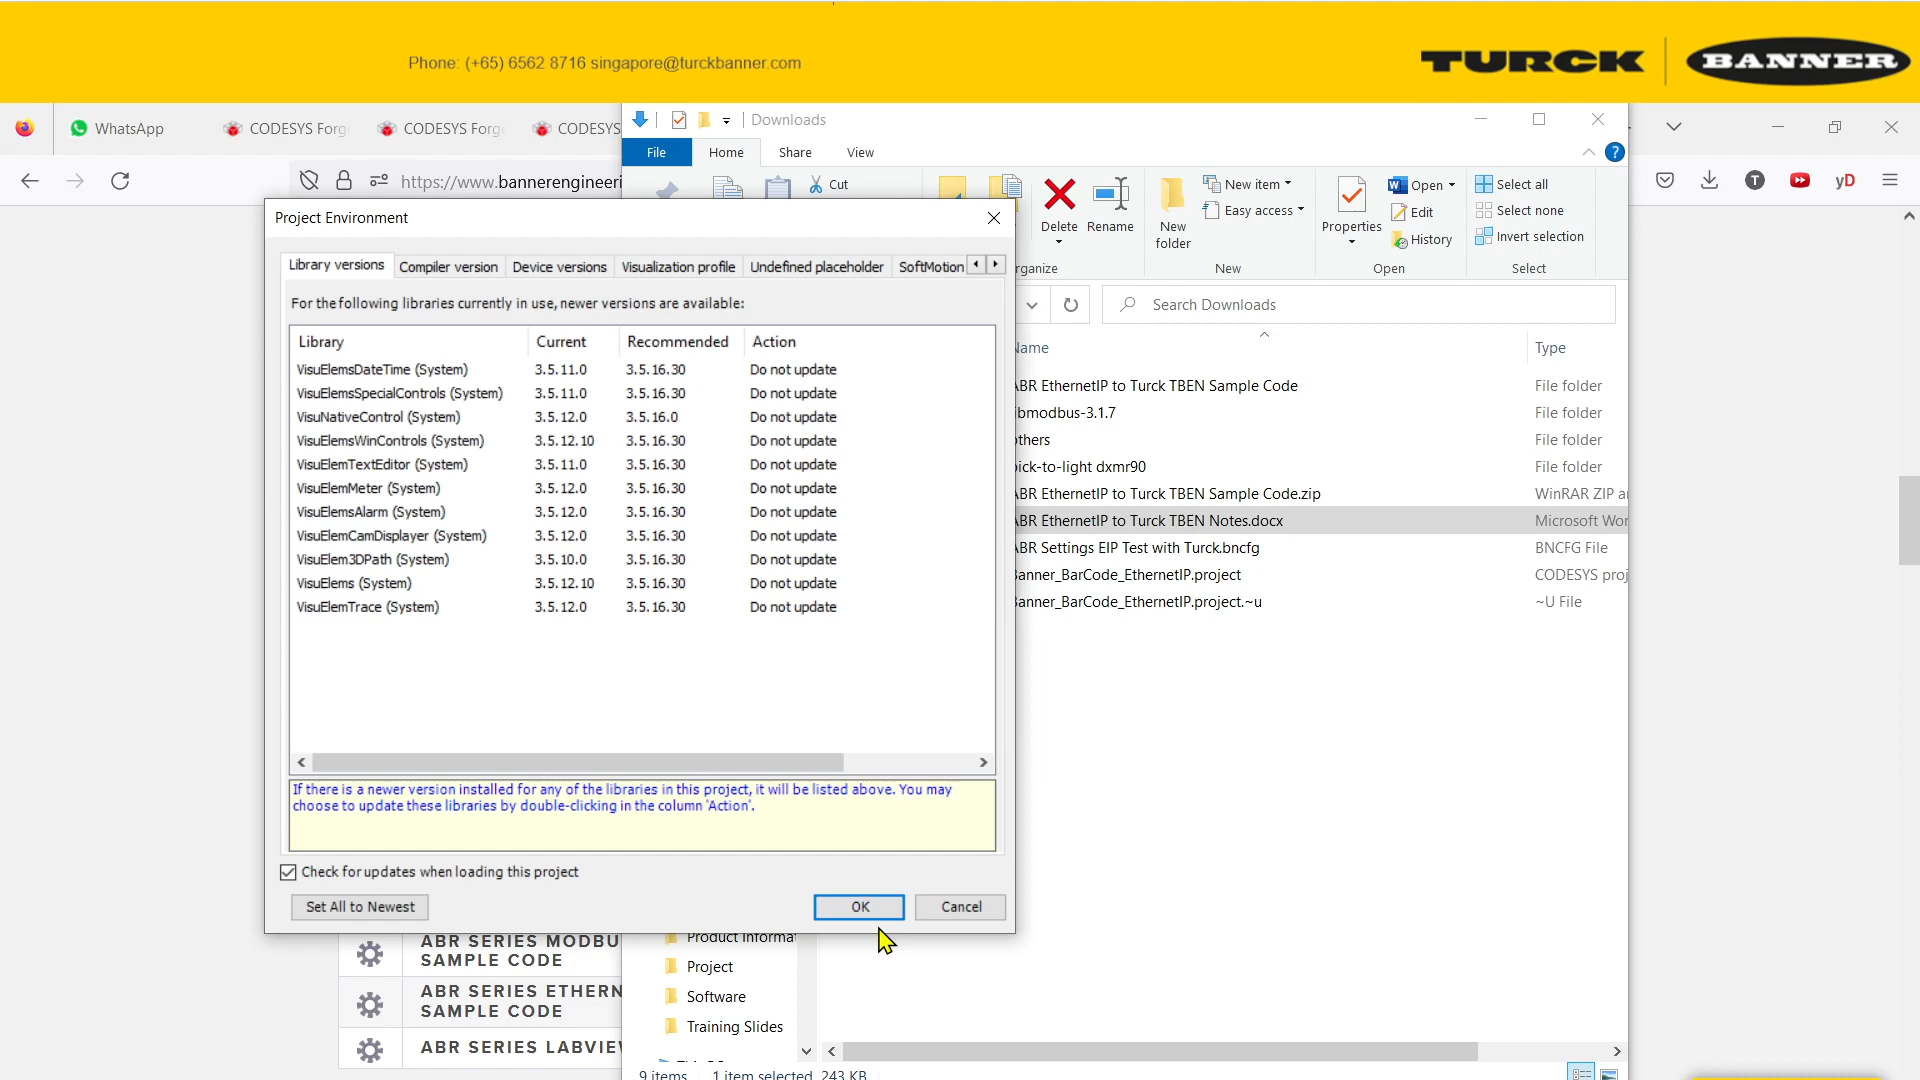 Phone: (+65) 6562 8716 singapore@turckbanner.com
TURCK
BANNER
WhatsApp
CODESYS Forg
CODESYS Forge
CODESYS
Downloads
File
Home
Share
View
?
https://www.bannerengineeri
Cut
Delete
Rename
New
folder
New item
Easy access
Properties
Open
Edit
History
Select all
Select none
Invert selection
rganize
New
Open
Select
T
yD
Search Downloads
Name
Type
ABR EthernetIP to Turck TBEN Sample Code
File folder
ibmodbus-3.1.7
File folder
others
File folder
pick-to-light dxmr90
File folder
ABR EthernetIP to Turck TBEN Sample Code.zip
WinRAR ZIP a
ABR EthernetIP to Turck TBEN Notes.docx
Microsoft Wor
ABR Settings EIP Test with Turck.bncfg
BNCFG File
Banner_BarCode_EthernetIP.project
CODESYS proj
Banner_BarCode_EthernetIP.project.~u
~U File
Project Environment
Library versions
Compiler version
Device versions
Visualization profile
Undefined placeholder
SoftMotion
For the following libraries currently in use, newer versions are available:
Library Current Recommended Action
VisuElemsDateTime (System) 3.5.11.0 3.5.16.30 Do not update
VisuElemsSpecialControls (System) 3.5.11.0 3.5.16.30 Do not update
VisuNativeControl (System) 3.5.12.0 3.5.16.0 Do not update
VisuElemsWinControls (System) 3.5.12.10 3.5.16.30 Do not update
VisuElemTextEditor (System) 3.5.11.0 3.5.16.30 Do not update
VisuElemMeter (System) 3.5.12.0 3.5.16.30 Do not update
VisuElemsAlarm (System) 3.5.12.0 3.5.16.30 Do not update
VisuElemCamDisplayer (System) 3.5.12.0 3.5.16.30 Do not update
VisuElem3DPath (System) 3.5.10.0 3.5.16.30 Do not update
VisuElems (System) 3.5.12.10 3.5.16.30 Do not update
VisuElemTrace (System) 3.5.12.0 3.5.16.30 Do not update
If there is a newer version installed for any of the libraries in this project, it will be listed above. You may
choose to update these libraries by double-clicking in the column 'Action'.
Check for updates when loading this project
Set All to Newest
OK
Cancel
ABR SERIES MODBU
SAMPLE CODE
ABR SERIES ETHERN
SAMPLE CODE
ABR SERIES LABVIEW
Product Informat
Project
Software
Training Slides
9 items
1 item selected 243 KB